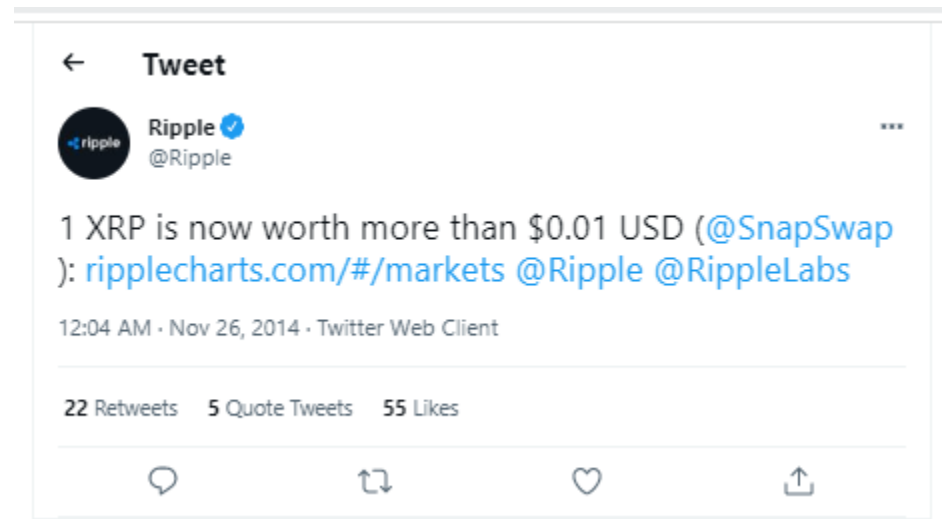 Tweet
ripple
Ripple
@Ripple
1 XRP is now worth more than $0.01 USD (@SnapSwap
): ripplecharts.com/#/markets @Ripple @RippleLabs
12:04 AM · Nov 26, 2014 · Twitter Web Client
22 Retweets 5 Quote Tweets 55 Likes